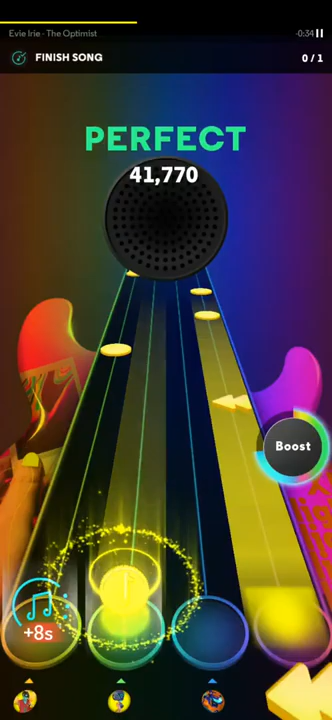 Evie Irie - The Optimist
-0:34
FINISH SONG
0 / 1
PERFECT
41,770
Boost
+8s